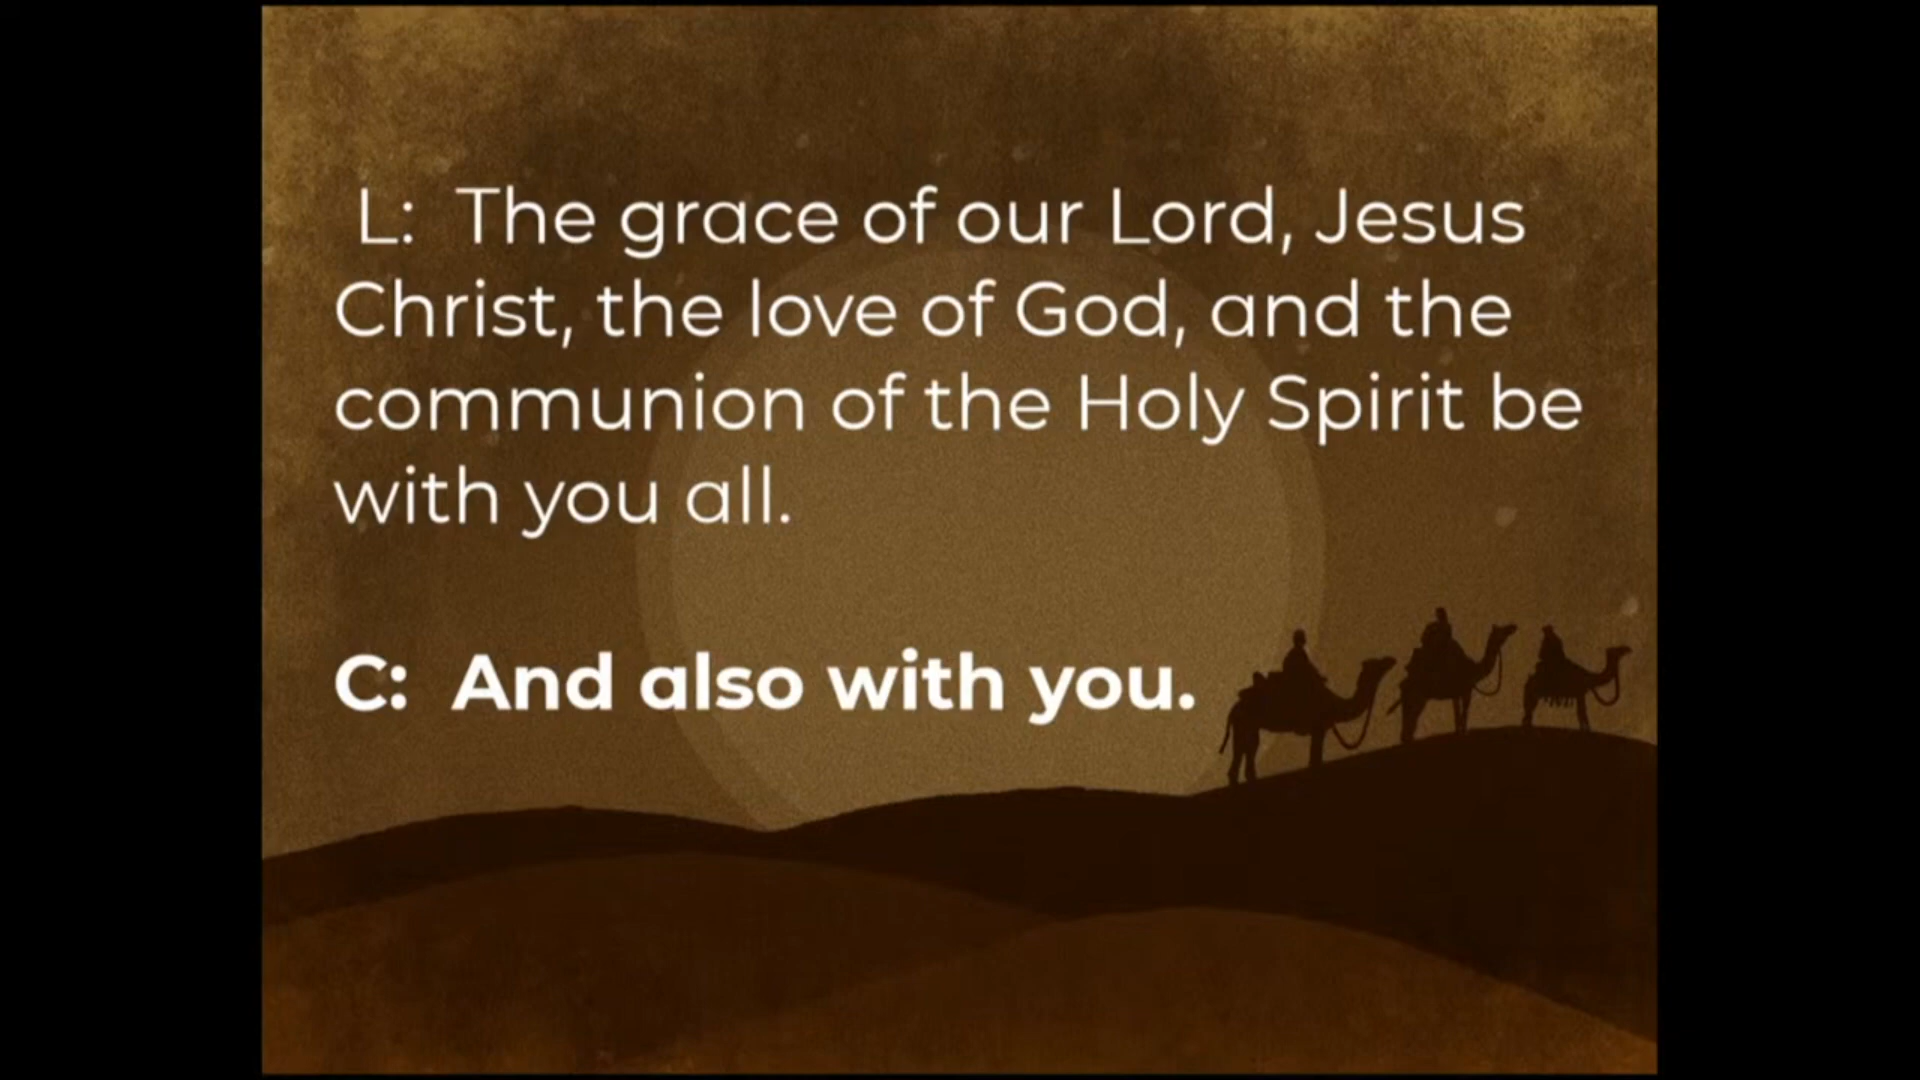 L: The grace of our Lord, Jesus
Christ, the love of God, and the
communion of the Holy Spirit be
with you all.
C: And also with you.